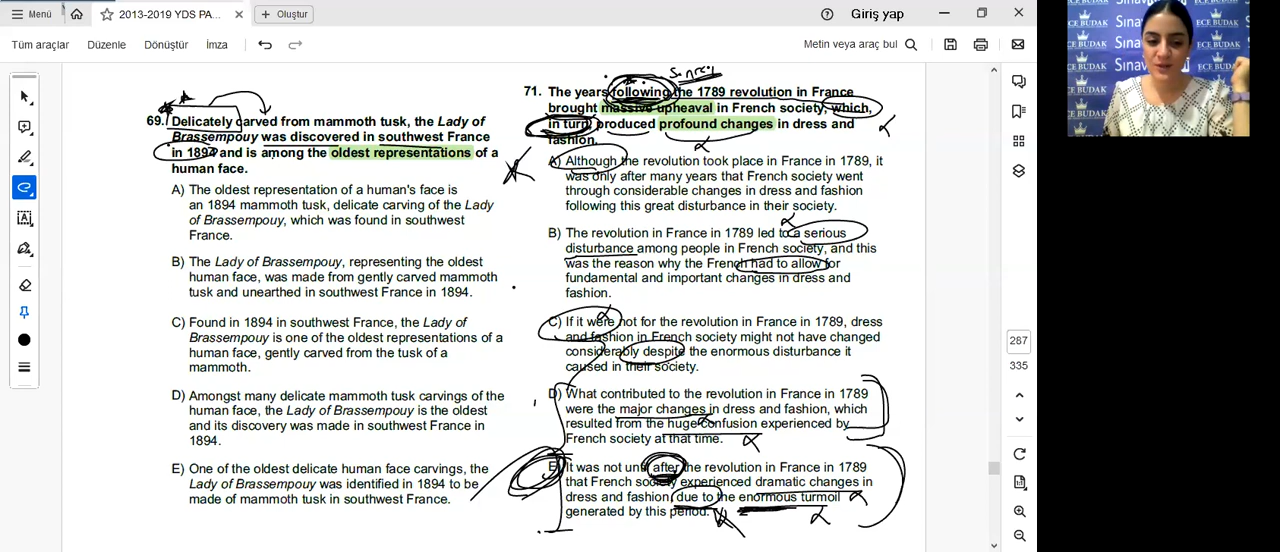 Menü
2013-2019 YDS PA...
Oluştur
Giriş yap
Tüm araçlar Düzenle Dönüştür İmza
Metin veya araç bul
69. Delicately carved from mammoth tusk, the Lady of
Brassempouy was discovered in southwest France
in 1894 and is among the oldest representations of a
human face.
A) The oldest representation of a human's face is
an 1894 mammoth tusk, delicate carving of the Lady
of Brassempouy, which was found in southwest
France.
B) The Lady of Brassempouy, representing the oldest
human face, was made from gently carved mammoth
tusk and unearthed in southwest France in 1894.
C) Found in 1894 in southwest France, the Lady of
Brassempouy is one of the oldest representations of a
human face, gently carved from the tusk of a
mammoth.
D) Amongst many delicate mammoth tusk carvings of the
human face, the Lady of Brassempouy is the oldest
and its discovery was made in southwest France in
1894.
E) One of the oldest delicate human face carvings, the
Lady of Brassempouy was identified in 1894 to be
made of mammoth tusk in southwest France.
71. The years following the 1789 revolution in France
brought massive upheaval in French society, which,
in turn, produced profound changes in dress and
fashion.
A) Although the revolution took place in France in 1789, it
was only after many years that French society went
through considerable changes in dress and fashion
following this great disturbance in their society.
B) The revolution in France in 1789 led to a serious
disturbance among people in French society, and this
was the reason why the French had to allow for
fundamental and important changes in dress and
fashion.
C) If it were not for the revolution in France in 1789, dress
and fashion in French society might not have changed
considerably despite the enormous disturbance it
caused in their society.
D) What contributed to the revolution in France in 1789
were the major changes in dress and fashion, which
resulted from the huge confusion experienced by
French society at that time.
E) It was not until after the revolution in France in 1789
that French society experienced dramatic changes in
dress and fashion due to the enormous turmoil
generated by this period.
287
335
ECE BUDAK
Sınav
ECE BUDAK